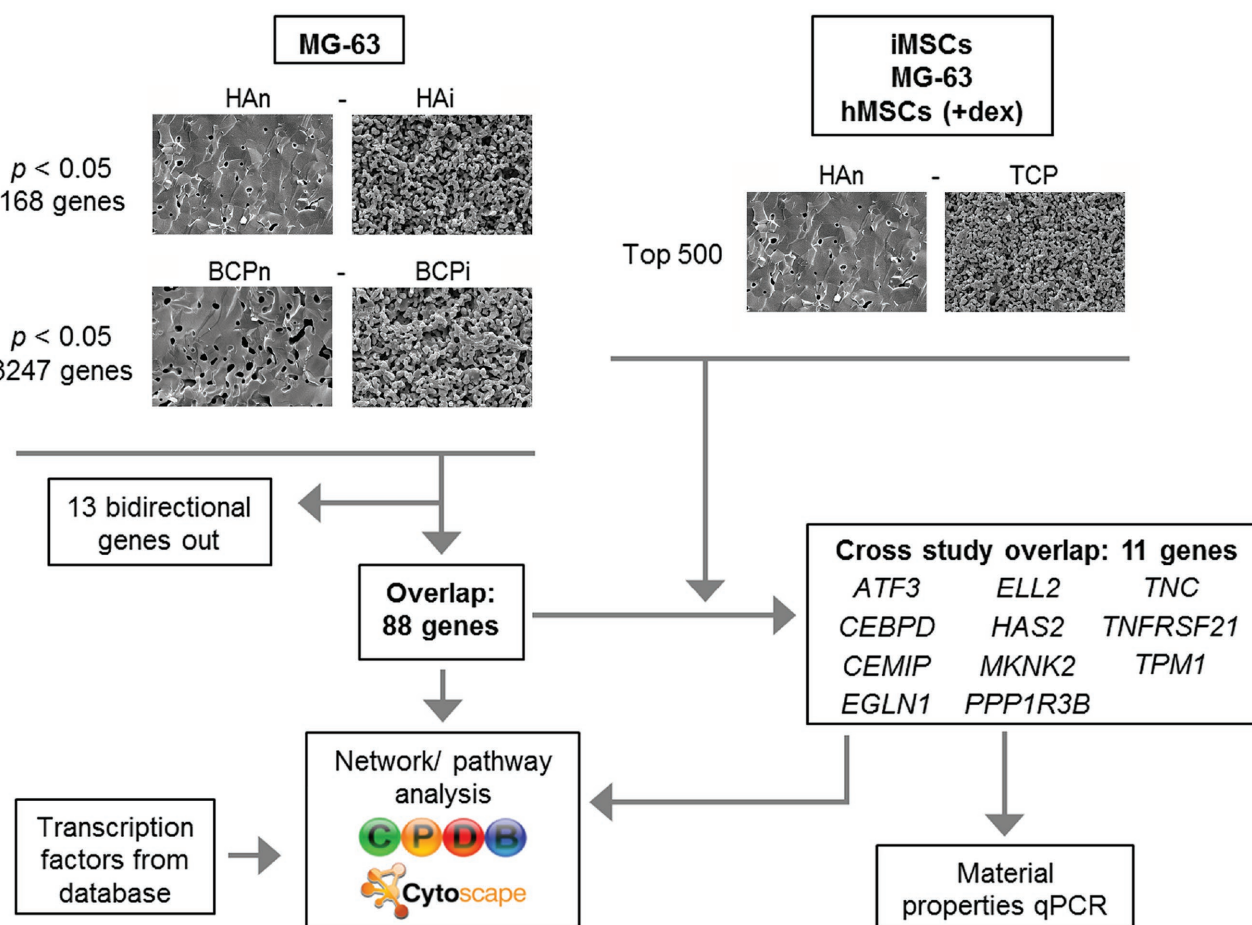 MG-63
HAn - HAi
p < 0.05
168 genes
BCPn - BCPi
p < 0.05
3247 genes
iMSCs
MG-63
hMSCs (+dex)
HAn - TCP
Top 500
13 bidirectional
genes out
Overlap:
88 genes
Cross study overlap: 11 genes
ATF3 ELL2 TNC
CEBPD HAS2 TNFRSF21
CEMIP MKNK2 TPM1
EGLN1 PPP1R3B
Network/ pathway
analysis
CPDB
Cytoscape
Transcription
factors from
database
Material
properties qPCR